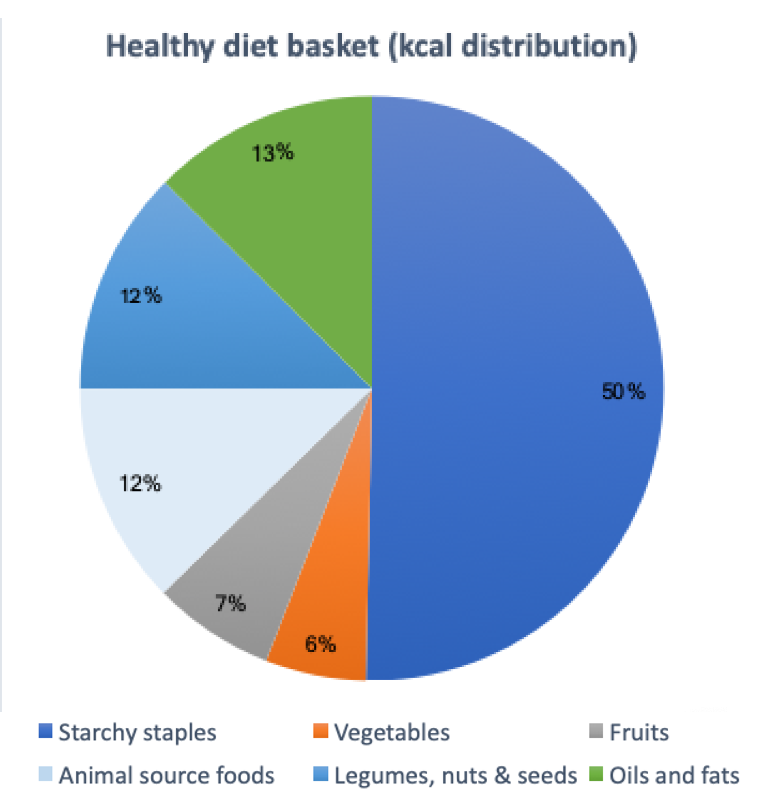 Healthy diet basket (kcal distribution)
13%
12%
50%
12%
7%
6%
Starchy staples Vegetables Fruits
Animal source foods Legumes, nuts & seeds Oils and fats